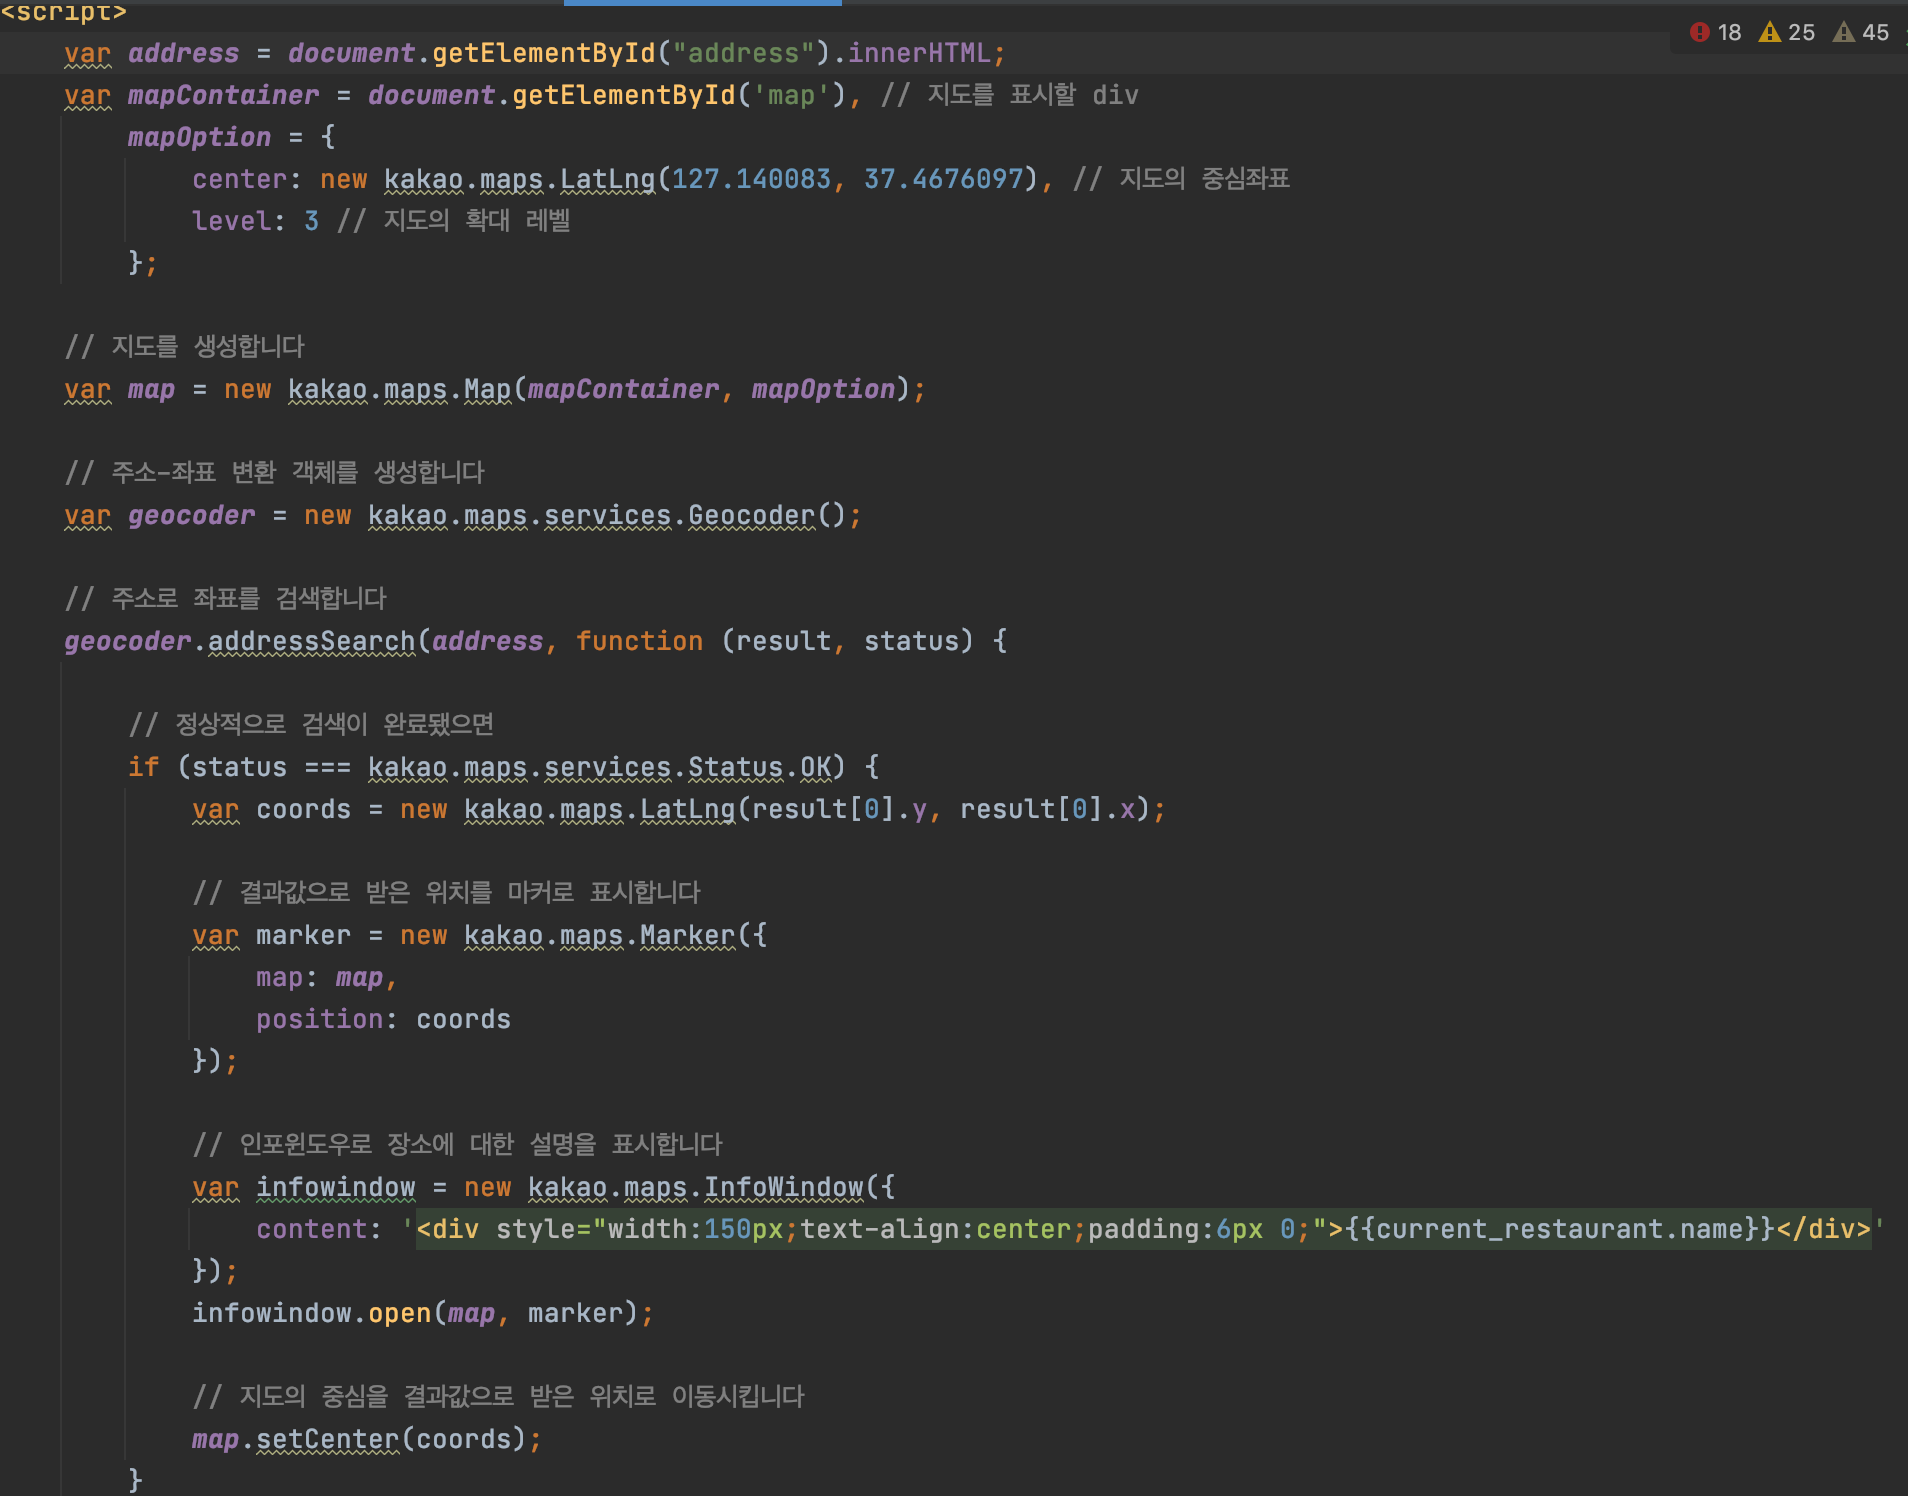 <script>
var address = document.getElementById("address").innerHTML;
18 25 45
var mapContainer = document.getElementById('map'), // 지도를 표시할 div
mapOption = {
center: new kakao.maps.LatLng(127.140083, 37.4676097), // 지도의 중심좌표
level: 3 // 지도의 확대 레벨
};
// 지도를 생성합니다
var map = new kakao.maps.Map(mapContainer, mapOption);
// 주소-좌표 변환 객체를 생성합니다
var geocoder = new kakao.maps.services.Geocoder();
// 주소로 좌표를 검색합니다
geocoder.addressSearch(address, function (result, status) {
// 정상적으로 검색이 완료됐으면
if (status === kakao.maps.services.Status.OK) {
var coords = new kakao.maps.LatLng(result[0].y, result[0].x);
// 결과값으로 받은 위치를 마커로 표시합니다
var marker = new kakao.maps.Marker({
map: map,
position: coords
});
// 인포윈도우로 장소에 대한 설명을 표시합니다
var infowindow = new kakao.maps.InfoWindow({
content: '<div style="width:150px;text-align:center;padding:6px 0;">{{current_restaurant.name}}</div>'
});
infowindow.open(map, marker);
// 지도의 중심을 결과값으로 받은 위치로 이동시킵니다
map.setCenter(coords);
}